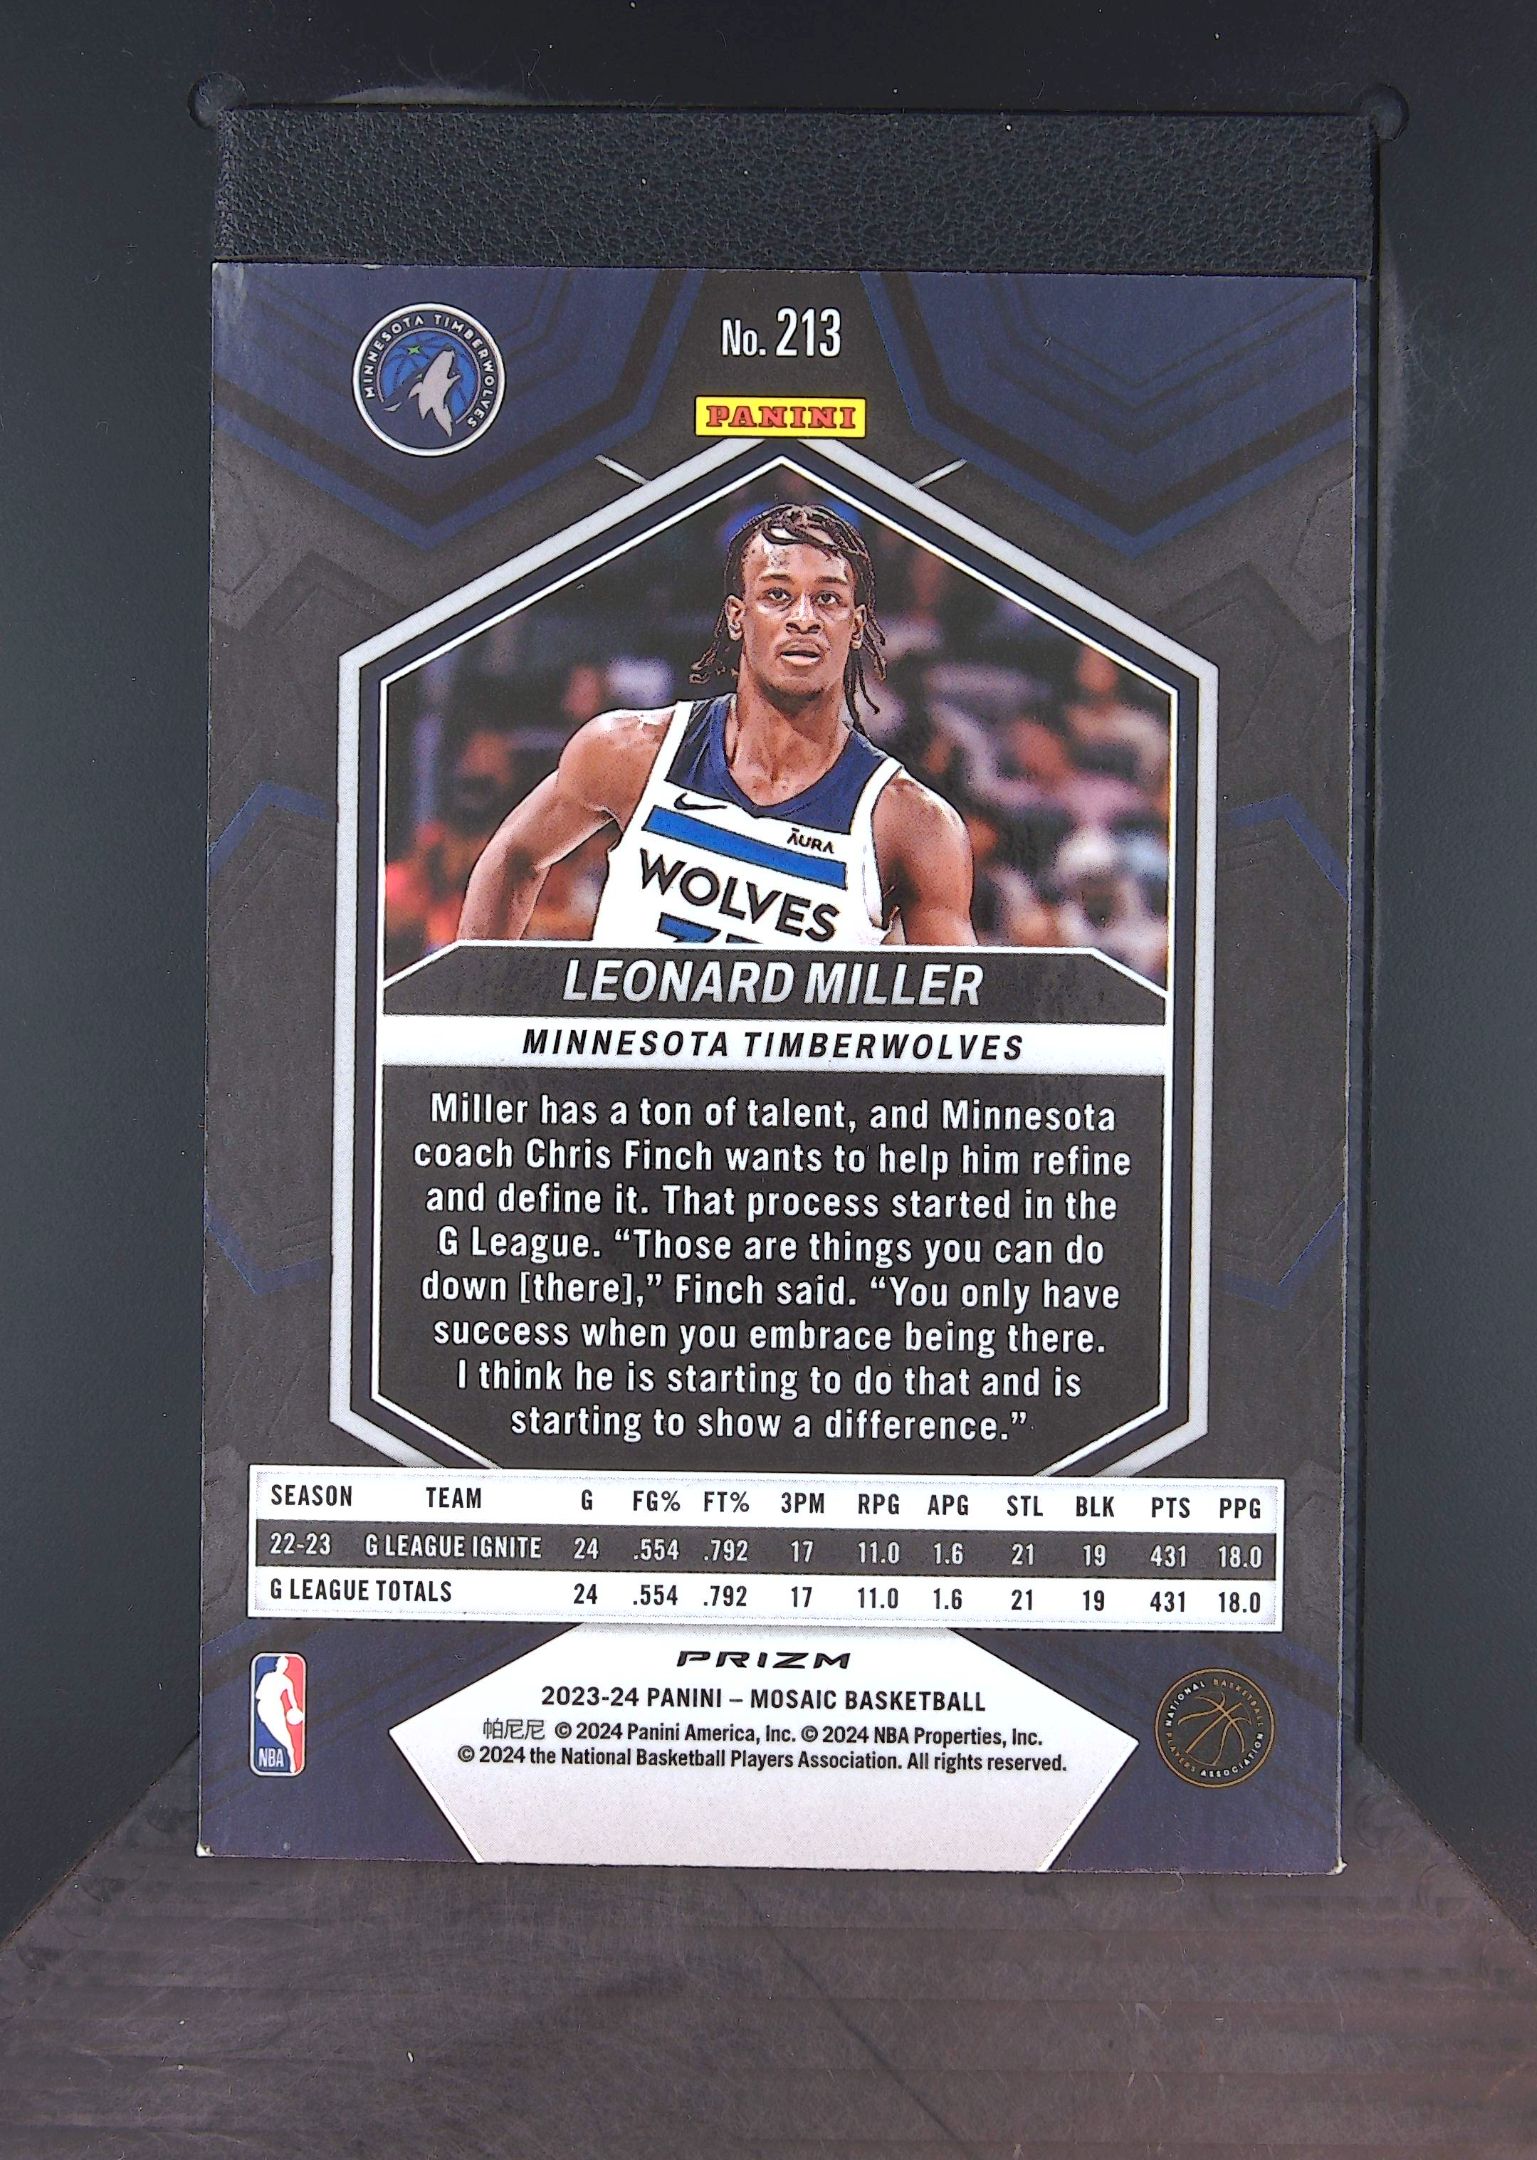 MINNESOTA TIMBERWOLVES
No. 213
PANINI
ĀURA
WOLVES
LEONARD MILLER
MINNESOTA TIMBERWOLVES
Miller has a ton of talent, and Minnesota
coach Chris Finch wants to help him refine
and define it. That process started in the
G League. “Those are things you can do
down [there],” Finch said. “You only have
success when you embrace being there.
I think he is starting to do that and is
starting to show a difference.”
SEASON TEAM G FG% FT% 3PM RPG APG STL BLK PTS PPG
22-23 G LEAGUE IGNITE 24 .554 .792 17 11.0 1.6 21 19 431 18.0
G LEAGUE TOTALS 24 .554 .792 17 11.0 1.6 21 19 431 18.0
PRIZM
2023-24 PANINI – MOSAIC BASKETBALL
帕尼尼 © 2024 Panini America, Inc. © 2024 NBA Properties, Inc.
© 2024 the National Basketball Players Association. All rights reserved.
NBA
NATIONAL BASKETBALL PLAYERS ASSOCIATION